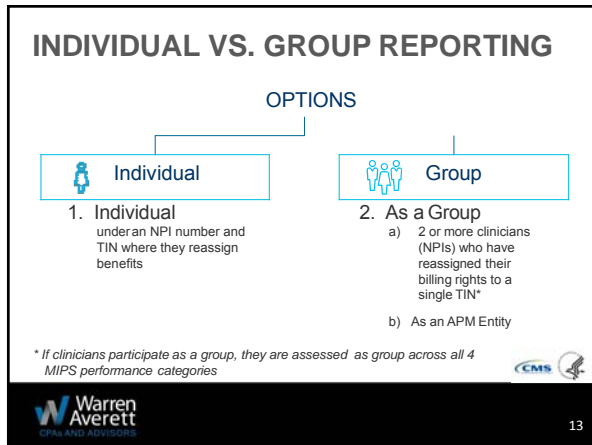 INDIVIDUAL VS. GROUP REPORTING
OPTIONS
Individual
1. Individual
underan NPI number and
TIN where they reassign
benefits
Group
2. As a Group
a) 2 or more clinicians
(NPIs) who have
reassigned their
billing rights to a
single TIN*
b) As an APM Entity
* If clinicians participate as a group, they are assessed as group across all 4
MIPS performance categories
CMS
Warren
Averett
CPAs AND ADVISORS
13